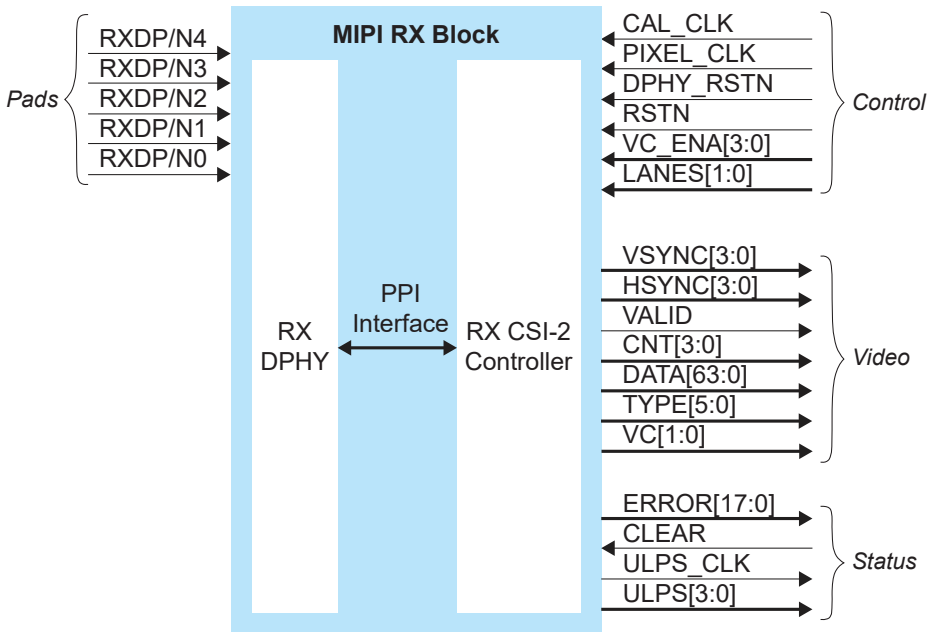 MIPI RX Block
Pads
RXDP/N4
RXDP/N3
RXDP/N2
RXDP/N1
RXDP/N0
RX
DPHY
PPI
Interface
RX CSI-2
Controller
CAL_CLK
PIXEL_CLK
DPHY_RSTN
RSTN
VC_ENA[3:0]
LANES[1:0]
Control
VSYNC[3:0]
HSYNC[3:0]
VALID
CNT[3:0]
DATA[63:0]
TYPE[5:0]
VC[1:0]
Video
ERROR[17:0]
CLEAR
ULPS_CLK
ULPS[3:0]
Status